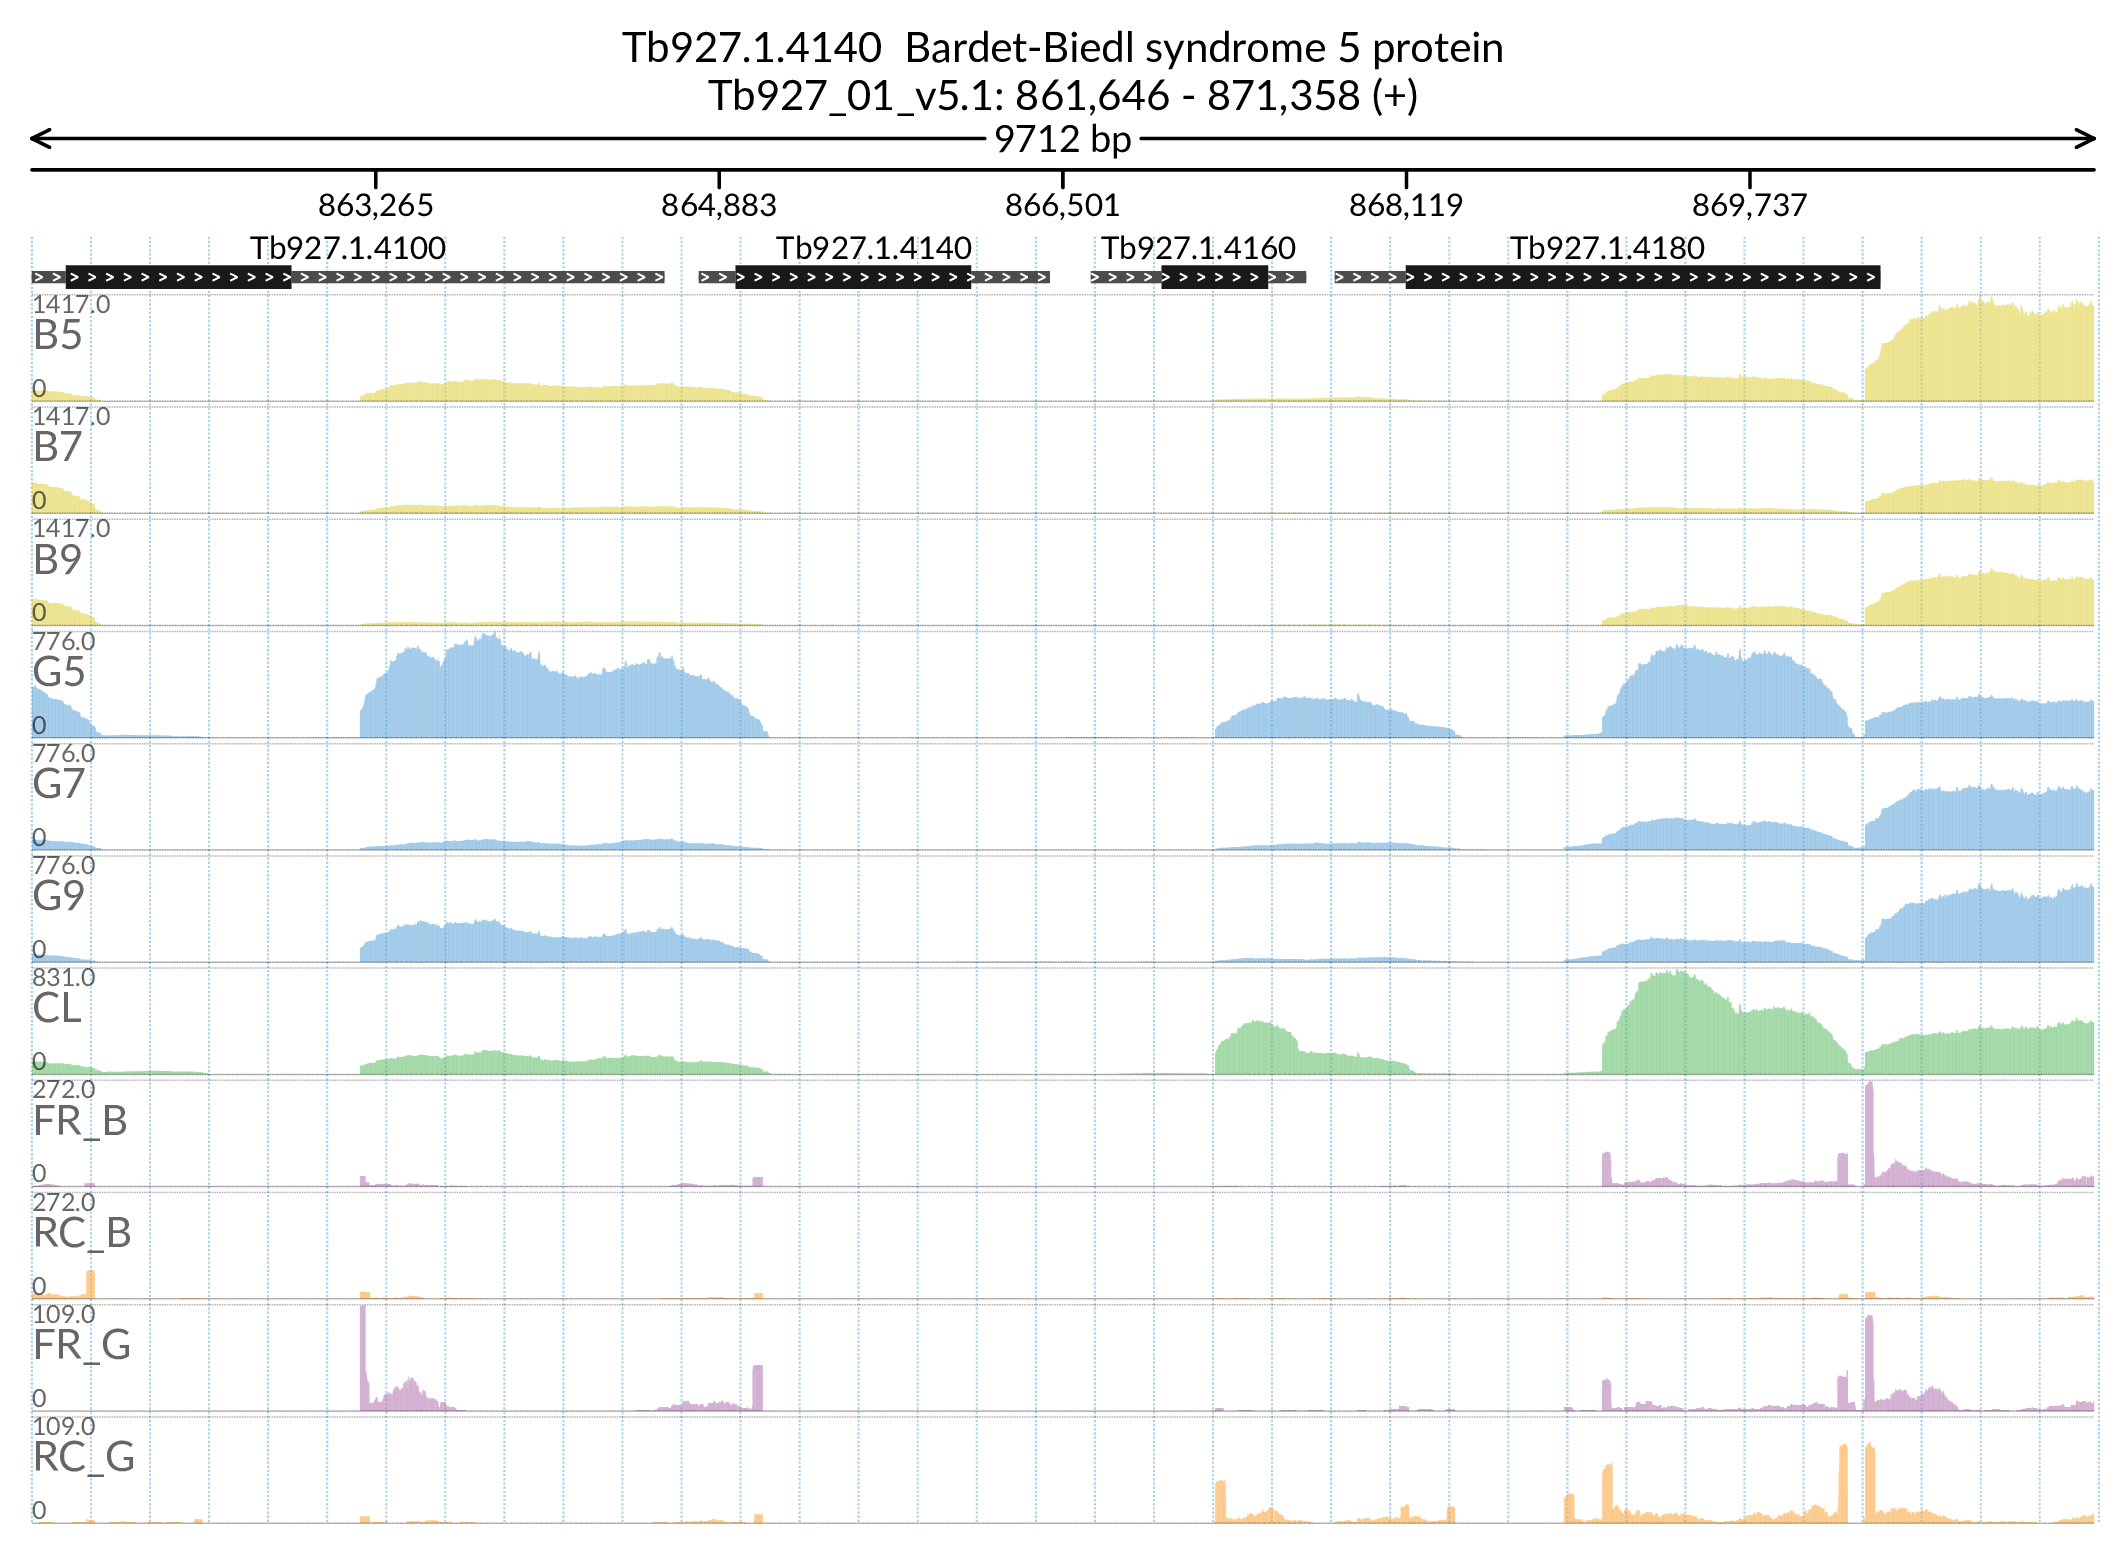 Tb927.1.4140  Bardet-Biedl syndrome 5 protein
Tb927_01_v5.1: 861,646 - 871,358 (+)
9712 bp
863,265 864,883 866,501 868,119 869,737
Tb927.1.4100 Tb927.1.4140 Tb927.1.4160 Tb927.1.4180
1417.0
B5
0
1417.0
B7
0
1417.0
B9
0
776.0
G5
0
776.0
G7
0
776.0
G9
0
831.0
CL
0
272.0
FR_B
0
272.0
RC_B
0
109.0
FR_G
0
109.0
RC_G
0